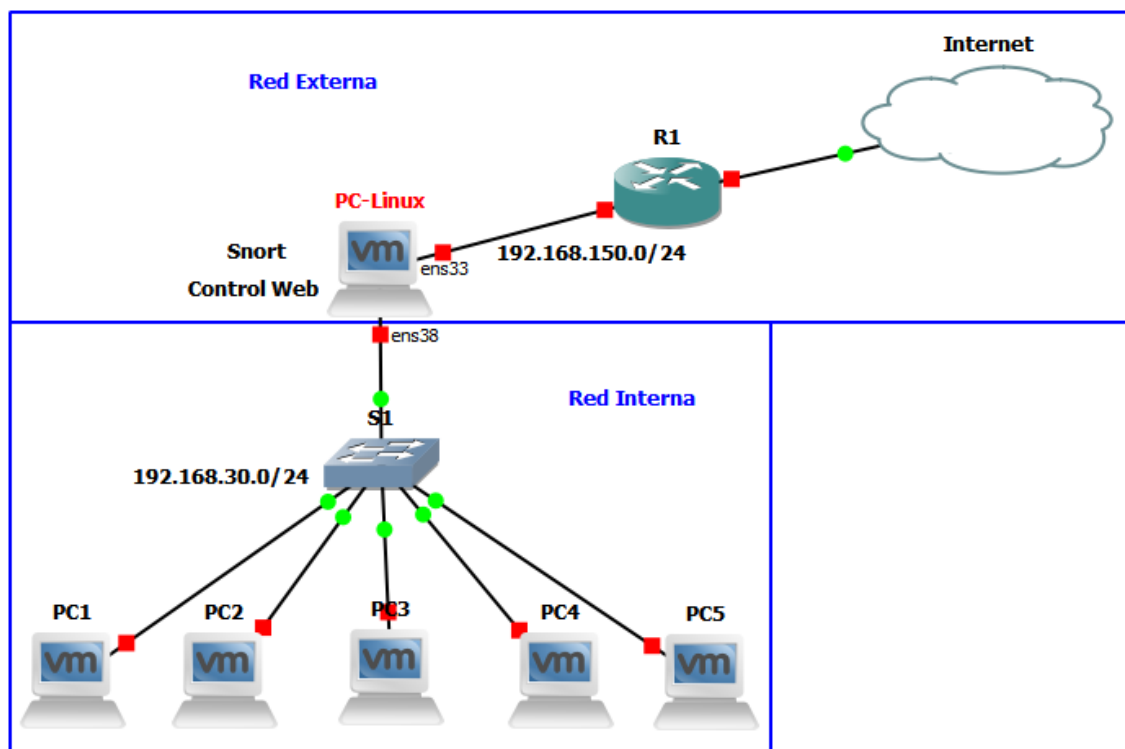 Internet
Red Externa
R1
PC-Linux
Snort
192.168.150.0/24
ens33
Control Web
ens38
Red Interna
S1
192.168.30.0/24
PC1
PC2
PC3
PC4
PC5
vm
vm
vm
vm
vm
vm